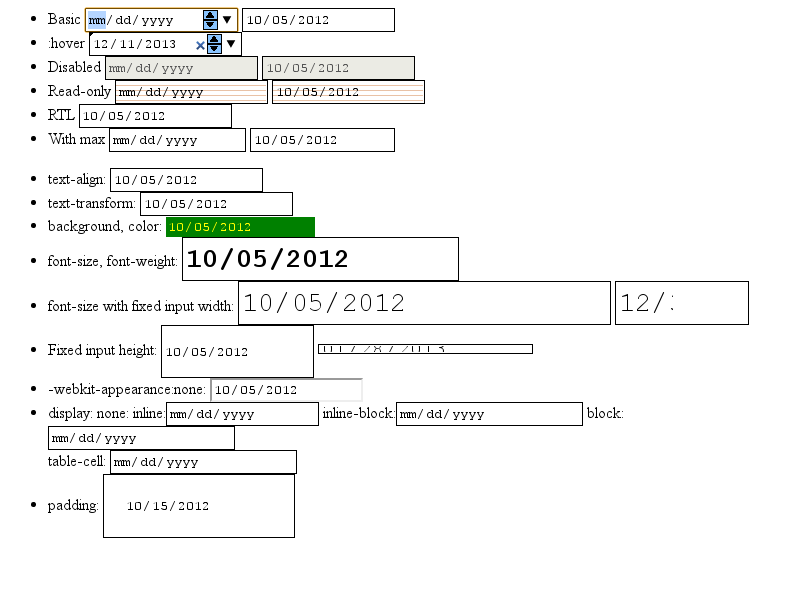 Basic mm/dd/yyyy 10/05/2012
:hover 12/11/2013
Disabled mm/dd/yyyy 10/05/2012
Read-only mm/dd/yyyy 10/05/2012
RTL 10/05/2012
With max mm/dd/yyyy 10/05/2012
text-align: 10/05/2012
text-transform: 10/05/2012
background, color: 10/05/2012
font-size, font-weight: 10/05/2012
font-size with fixed input width: 10/05/2012 12/
Fixed input height: 10/05/2012
-webkit-appearance:none: 10/05/2012
display: none: inline: mm/dd/yyyy inline-block: mm/dd/yyyy block:
mm/dd/yyyy
table-cell: mm/dd/yyyy
padding: 10/15/2012